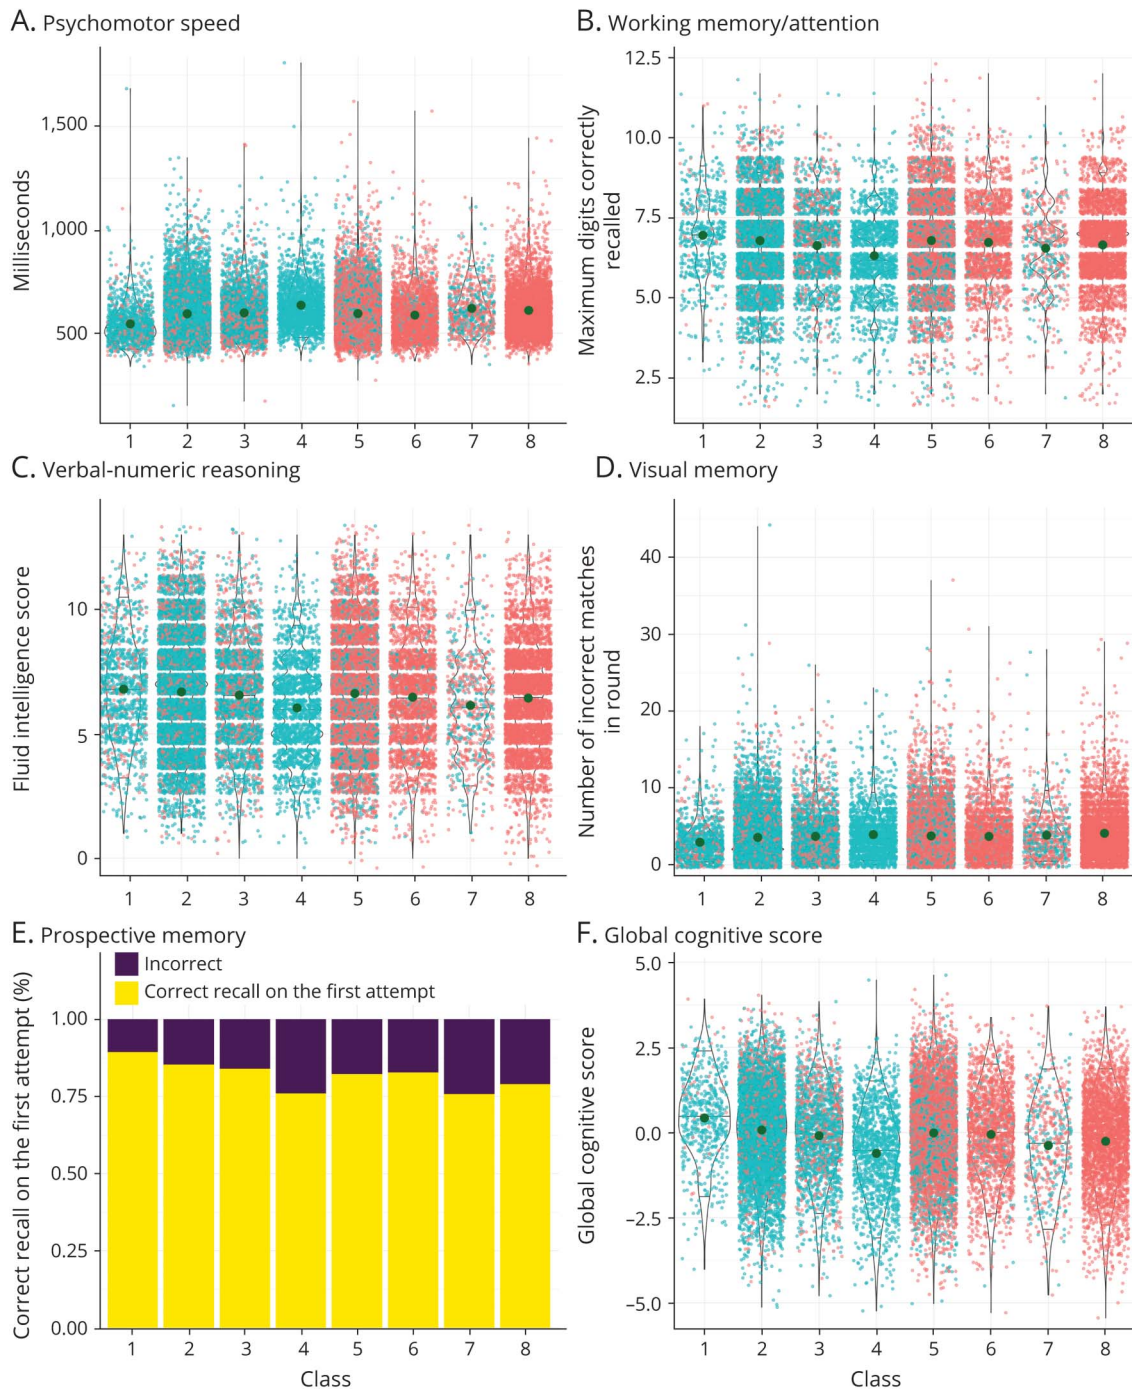 A. Psychomotor speed
Milliseconds
1,500
1,000
500
1 2 3 4 5 6 7 8
B. Working memory/attention
Maximum digits correctly
recalled
12.5
10.0
7.5
5.0
2.5
1 2 3 4 5 6 7 8
C. Verbal-numeric reasoning
Fluid intelligence score
10
5
0
1 2 3 4 5 6 7 8
D. Visual memory
Number of incorrect matches
in round
40
30
20
10
0
1 2 3 4 5 6 7 8
E. Prospective memory
Incorrect
Correct recall on the first attempt
Correct recall on the first attempt (%)
1.00
0.75
0.50
0.25
0.00
1 2 3 4 5 6 7 8
Class
F. Global cognitive score
Global cognitive score
5.0
2.5
0.0
−2.5
−5.0
1 2 3 4 5 6 7 8
Class